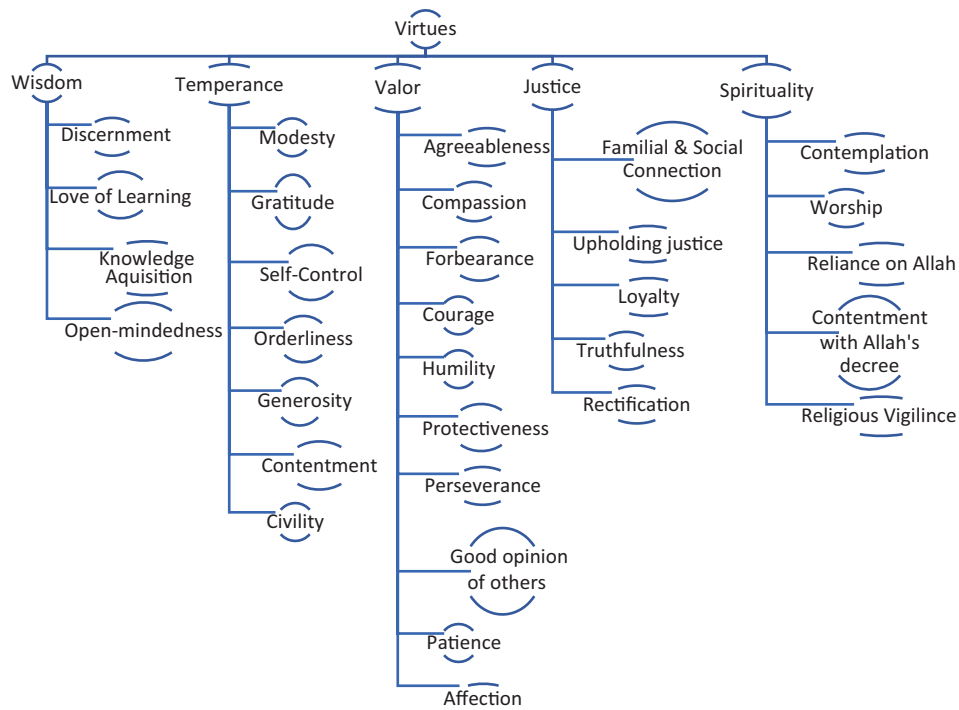 Virtues
Wisdom
Discernment
Love of Learning
Knowledge
Aquisition
Open-mindedness
Temperance
Modesty
Gratitude
Self-Control
Orderliness
Generosity
Contentment
Civility
Valor
Agreeableness
Compassion
Forbearance
Courage
Humility
Protectiveness
Perseverance
Good opinion
of others
Patience
Affection
Justice
Familial & Social
Connection
Upholding justice
Loyalty
Truthfulness
Rectification
Spirituality
Contemplation
Worship
Reliance on Allah
Contentment
with Allah's
decree
Religious Vigilince